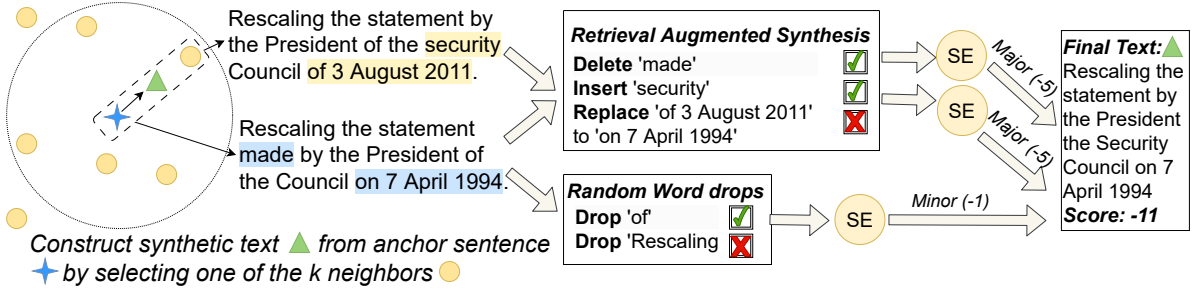 Rescaling the statement by
the President of the security
Council of 3 August 2011.
Rescaling the statement
made by the President of
the Council on 7 April 1994.
Construct synthetic text from anchor sentence
by selecting one of the k neighbors
Retrieval Augmented Synthesis
Delete 'made'
Insert 'security'
Replace 'of 3 August 2011'
to 'on 7 April 1994'
Random Word drops
Drop 'of'
Drop 'Rescaling
SE
Major (-5)
SE
Major (-5)
SE
Minor (-1)
Final Text:
Rescaling the
statement by
the President
the Security
Council on 7
April 1994
Score: -11